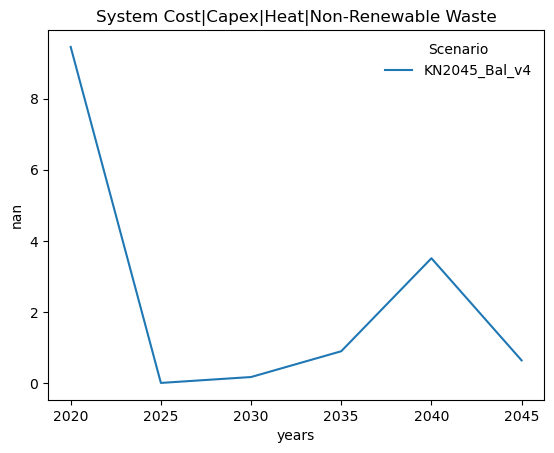 System Cost|Capex|Heat|Non-Renewable Waste
Scenario
KN2045_Bal_v4
8
6
4
2
0
nan
2020 2025 2030 2035 2040 2045
years